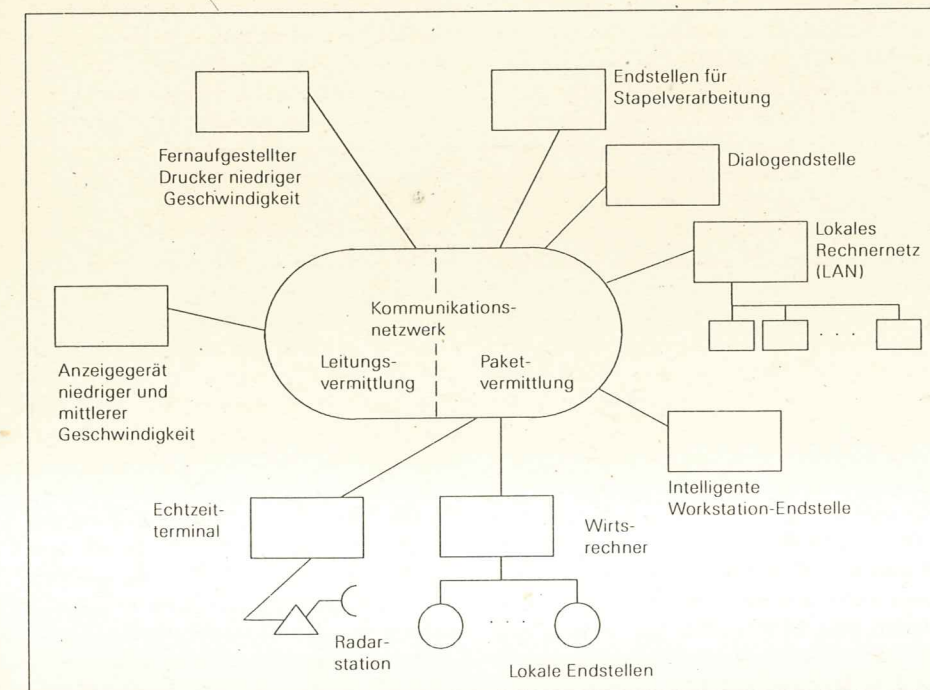 Endstellen für
Stapelverarbeitung
Fernaufgestellter
Drucker niedriger
Geschwindigkeit
Dialogendstelle
Lokales
Rechnernetz
(LAN)
. . .
Kommunikations-
netzwerk
Leitungs-
vermittlung
Paket-
vermittlung
Anzeigegerät
niedriger und
mittlerer
Geschwindigkeit
Intelligente
Workstation-Endstelle
Echtzeit-
terminal
Wirts-
rechner
. . .
Radar-
station
Lokale Endstellen